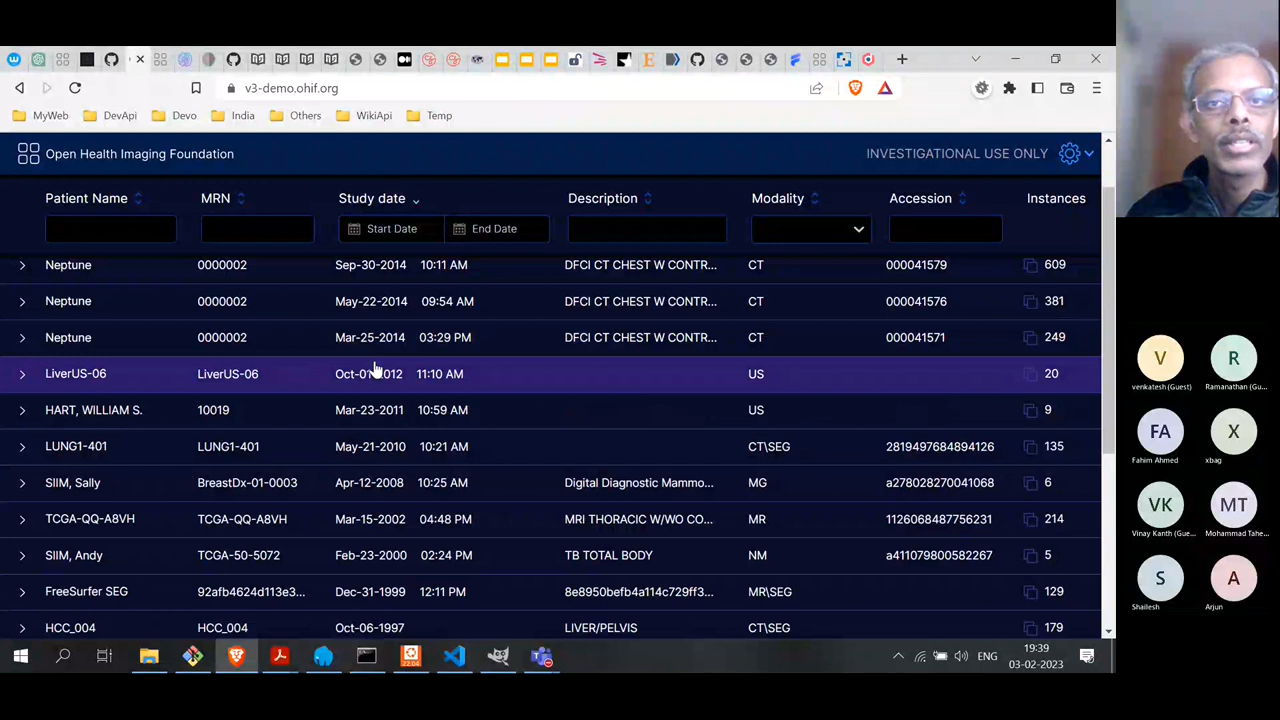 v3-demo.ohif.org
MyWeb DevApi Devo India Others WikiApi Temp
Open Health Imaging Foundation INVESTIGATIONAL USE ONLY
Patient Name MRN Study date Description Modality Accession Instances
Start Date End Date
Neptune 0000002 Sep-30-2014 10:11 AM DFCI CT CHEST W CONTR... CT 000041579 609
Neptune 0000002 May-22-2014 09:54 AM DFCI CT CHEST W CONTR... CT 000041576 381
Neptune 0000002 Mar-25-2014 03:29 PM DFCI CT CHEST W CONTR... CT 000041571 249
LiverUS-06 LiverUS-06 11:10 AM US 20
HART, WILLIAM S. 10019 Mar-23-2011 10:59 AM US 9
LUNG1-401 LUNG1-401 May-21-2010 10:21 AM CT\SEG 2819497684894126 135
SIIM, Sally BreastDx-01-0003 Apr-12-2008 10:25 AM Digital Diagnostic Mammo... MG a278028270041068 6
TCGA-QQ-A8VH TCGA-QQ-A8VH Mar-15-2002 04:48 PM MRI THORACIC W/WO CO... MR 1126068487756231 214
SIIM, Andy TCGA-50-5072 Feb-23-2000 02:24 PM TB TOTAL BODY NM a411079800582267 5
FreeSurfer SEG 92afb4624d113e3... Dec-31-1999 12:11 PM 8e8950befb4a114c729ff3... MR\SEG 129
HCC_004 HCC_004 Oct-06-1997 LIVER/PELVIS CT\SEG 179
ENG
19:39
03-02-2023
V R
venkatesh (Guest) Ramanathan (Gu...
FA X
Fahim Ahmed xbag
VK MT
Vinay Kanth (Gue... Mohammad Tahe...
S A
Shailesh Arjun